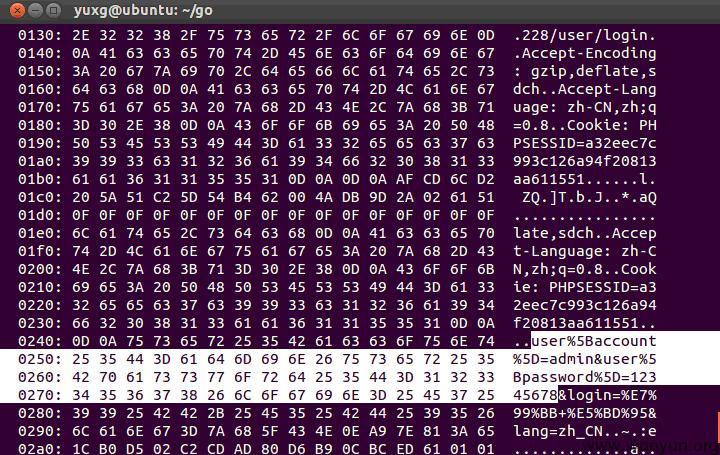 yuxg@ubuntu: ~/go
0130: 2E 32 32 38 2F 75 73 65 72 2F 6C 6F 67 69 6E 0D .228/user/login.
0140: 0A 41 63 63 65 70 74 2D 45 6E 63 6F 64 69 6E 67 .Accept-Encoding
0150: 3A 20 67 7A 69 70 2C 64 65 66 6C 61 74 65 2C 73 : gzip,deflate,s
0160: 64 63 68 0D 0A 41 63 63 65 70 74 2D 4C 61 6E 67 dch..Accept-Lang
0170: 75 61 67 65 3A 20 7A 68 2D 43 4E 2C 7A 68 3B 71 uage: zh-CN,zh;q
0180: 3D 30 2E 38 0D 0A 43 6F 6F 6B 69 65 3A 20 50 48 =0.8..Cookie: PH
0190: 50 53 45 53 53 49 44 3D 61 33 32 65 65 63 37 63 PSESSID=a32eec7c
01a0: 39 39 33 63 31 32 36 61 39 34 66 32 30 38 31 33 993c126a94f20813
01b0: 61 61 36 31 31 35 35 31 0D 0A 0D 0A AF CD 6C D2 aa611551......l.
01c0: 20 5A 51 C2 5D 54 B4 62 00 4A DB 9D 2A 02 61 51 ZQ.]T.b.J..*.aQ
01d0: 0F 0F 0F 0F 0F 0F 0F 0F 0F 0F 0F 0F 0F 0F 0F 0F ................
01e0: 6C 61 74 65 2C 73 64 63 68 0D 0A 41 63 63 65 70 late,sdch..Accep
01f0: 74 2D 4C 61 6E 67 75 61 67 65 3A 20 7A 68 2D 43 t-Language: zh-C
0200: 4E 2C 7A 68 3B 71 3D 30 2E 38 0D 0A 43 6F 6F 6B N,zh;q=0.8..Cook
0210: 69 65 3A 20 50 48 50 53 45 53 53 49 44 3D 61 33 ie: PHPSESSID=a3
0220: 32 65 65 63 37 63 39 39 33 63 31 32 36 61 39 34 2eec7c993c126a94
0230: 66 32 30 38 31 33 61 61 36 31 31 35 35 31 0D 0A f20813aa611551..
0240: 0D 0A 75 73 65 72 25 35 42 61 63 63 6F 75 6E 74 ..user%5Baccount
0250: 25 35 44 3D 61 64 6D 69 6E 26 75 73 65 72 25 35 %5D=admin&user%5
0260: 42 70 61 73 73 77 6F 72 64 25 35 44 3D 31 32 33 Bpassword%5D=123
0270: 34 35 36 37 38 26 6C 6F 67 69 6E 3D 25 45 37 25 45678&login=%E7%
0280: 39 39 25 42 42 2B 25 45 35 25 42 44 25 39 35 26 99%BB+%E5%BD%95&
0290: 6C 61 6E 67 3D 7A 68 5F 43 4E 0E A9 7E 81 3A 65 lang=zh_CN..~.:e
02a0: 1C B0 D5 02 C2 CD AD 80 D6 B9 0C BC ED 61 01 01 .............a..